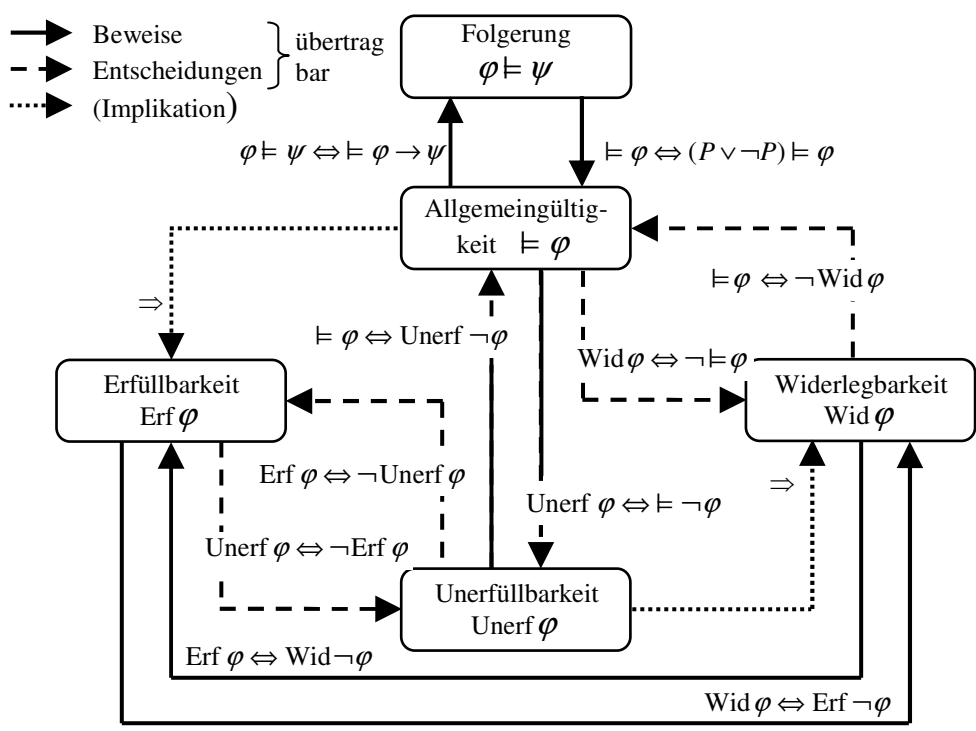 Beweise
Entscheidungen
(Implikation)
übertrag
bar
Folgerung
φ ⊨ ψ
φ ⊨ ψ ⇔ ⊨ φ → ψ
⊨ φ ⇔ (P ∨ ¬P) ⊨ φ
Allgemeingültig-
keit ⊨ φ
⊨ φ ⇔ ¬Wid φ
⇒
⊨ φ ⇔ Unerf ¬φ
Wid φ ⇔ ¬ ⊨ φ
Erfüllbarkeit
Erf φ
Widerlegbarkeit
Wid φ
Erf φ ⇔ ¬Unerf φ
⇒
Unerf φ ⇔ ⊨ ¬φ
Unerf φ ⇔ ¬Erf φ
Unerfüllbarkeit
Unerf φ
Erf φ ⇔ Wid ¬φ
Wid φ ⇔ Erf ¬φ